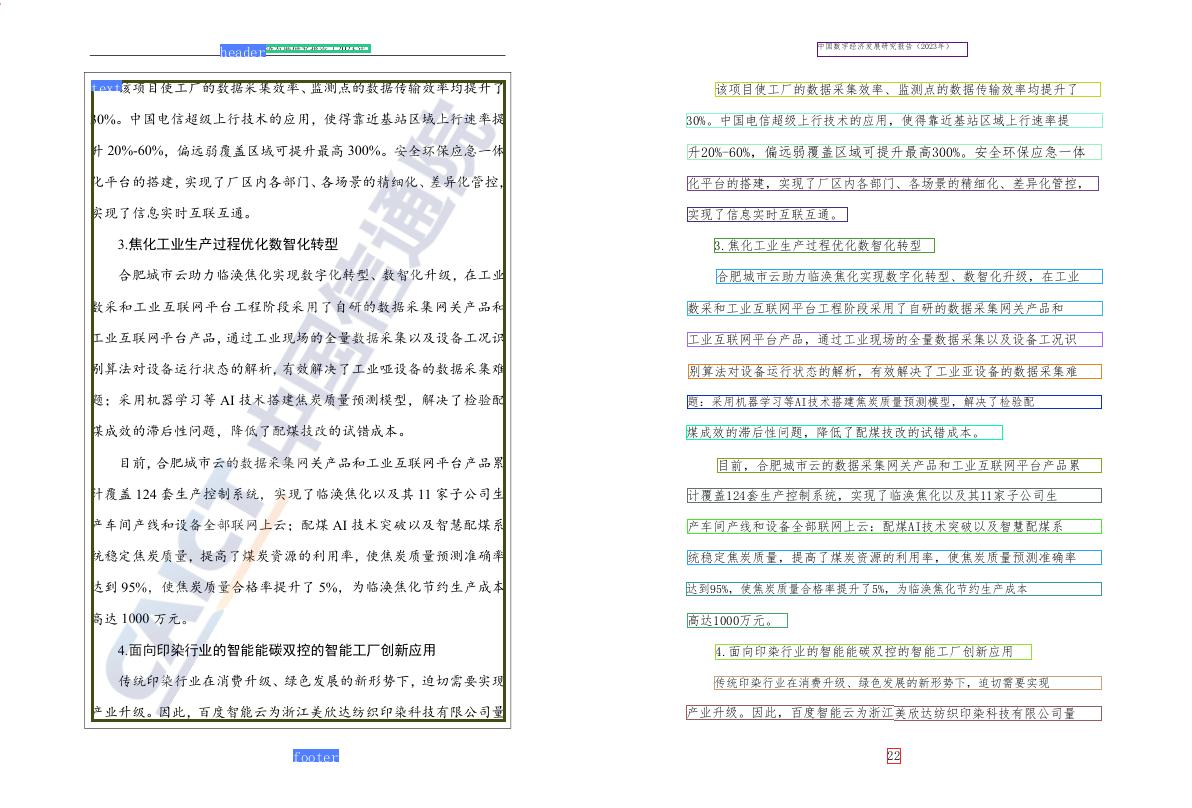 header
text该项目使工厂的数据采集效率、监测点的数据传输效率均提升了
30%。中国电信超级上行技术的应用，使得靠近基站区域上行速率提
升 20%-60%，偏远弱覆盖区域可提升最高 300%。安全环保应急一体
化平台的搭建，实现了厂区内各部门、各场景的精细化、差异化管控，
实现了信息实时互联互通。
3.焦化工业生产过程优化数智化转型
合肥城市云助力临涣焦化实现数字化转型、数智化升级，在工业
数采和工业互联网平台工程阶段采用了自研的数据采集网关产品和
工业互联网平台产品，通过工业现场的全量数据采集以及设备工况识
别算法对设备运行状态的解析，有效解决了工业哑设备的数据采集难
题；采用机器学习等 AI 技术搭建焦炭质量预测模型，解决了检验配
煤成效的滞后性问题，降低了配煤技改的试错成本。
目前，合肥城市云的数据采集网关产品和工业互联网平台产品累
计覆盖 124 套生产控制系统，实现了临涣焦化以及其 11 家子公司生
产车间产线和设备全部联网上云；配煤 AI 技术突破以及智慧配煤系
统稳定焦炭质量，提高了煤炭资源的利用率，使焦炭质量预测准确率
达到 95%，使焦炭质量合格率提升了 5%，为临涣焦化节约生产成本
高达 1000 万元。
4.面向印染行业的智能能碳双控的智能工厂创新应用
传统印染行业在消费升级、绿色发展的新形势下，迫切需要实现
产业升级。因此，百度智能云为浙江美欣达纺织印染科技有限公司量
CAICT 中国信通院
footer
中国数字经济发展研究报告（2023年）
该项目使工厂的数据采集效率、监测点的数据传输效率均提升了
30%。中国电信超级上行技术的应用，使得靠近基站区域上行速率提
升20%-60%，偏远弱覆盖区域可提升最高300%。安全环保应急一体
化平台的搭建，实现了厂区内各部门、各场景的精细化、差异化管控，
实现了信息实时互联互通。
3.焦化工业生产过程优化数智化转型
合肥城市云助力临涣焦化实现数字化转型、数智化升级，在工业
数采和工业互联网平台工程阶段采用了自研的数据采集网关产品和
工业互联网平台产品，通过工业现场的全量数据采集以及设备工况识
别算法对设备运行状态的解析，有效解决了工业亚设备的数据采集难
题；采用机器学习等AI技术搭建焦炭质量预测模型，解决了检验配
煤成效的滞后性问题，降低了配煤技改的试错成本。
目前，合肥城市云的数据采集网关产品和工业互联网平台产品累
计覆盖124套生产控制系统，实现了临涣焦化以及其11家子公司生
产车间产线和设备全部联网上云：配煤AI技术突破以及智慧配煤系
统稳定焦炭质量，提高了煤炭资源的利用率，使焦炭质量预测准确率
达到95%，使焦炭质量合格率提升了5%，为临涣焦化节约生产成本
高达1000万元。
4.面向印染行业的智能能碳双控的智能工厂创新应用
传统印染行业在消费升级、绿色发展的新形势下，迫切需要实现
产业升级。因此，百度智能云为浙江美欣达纺织印染科技有限公司量
22